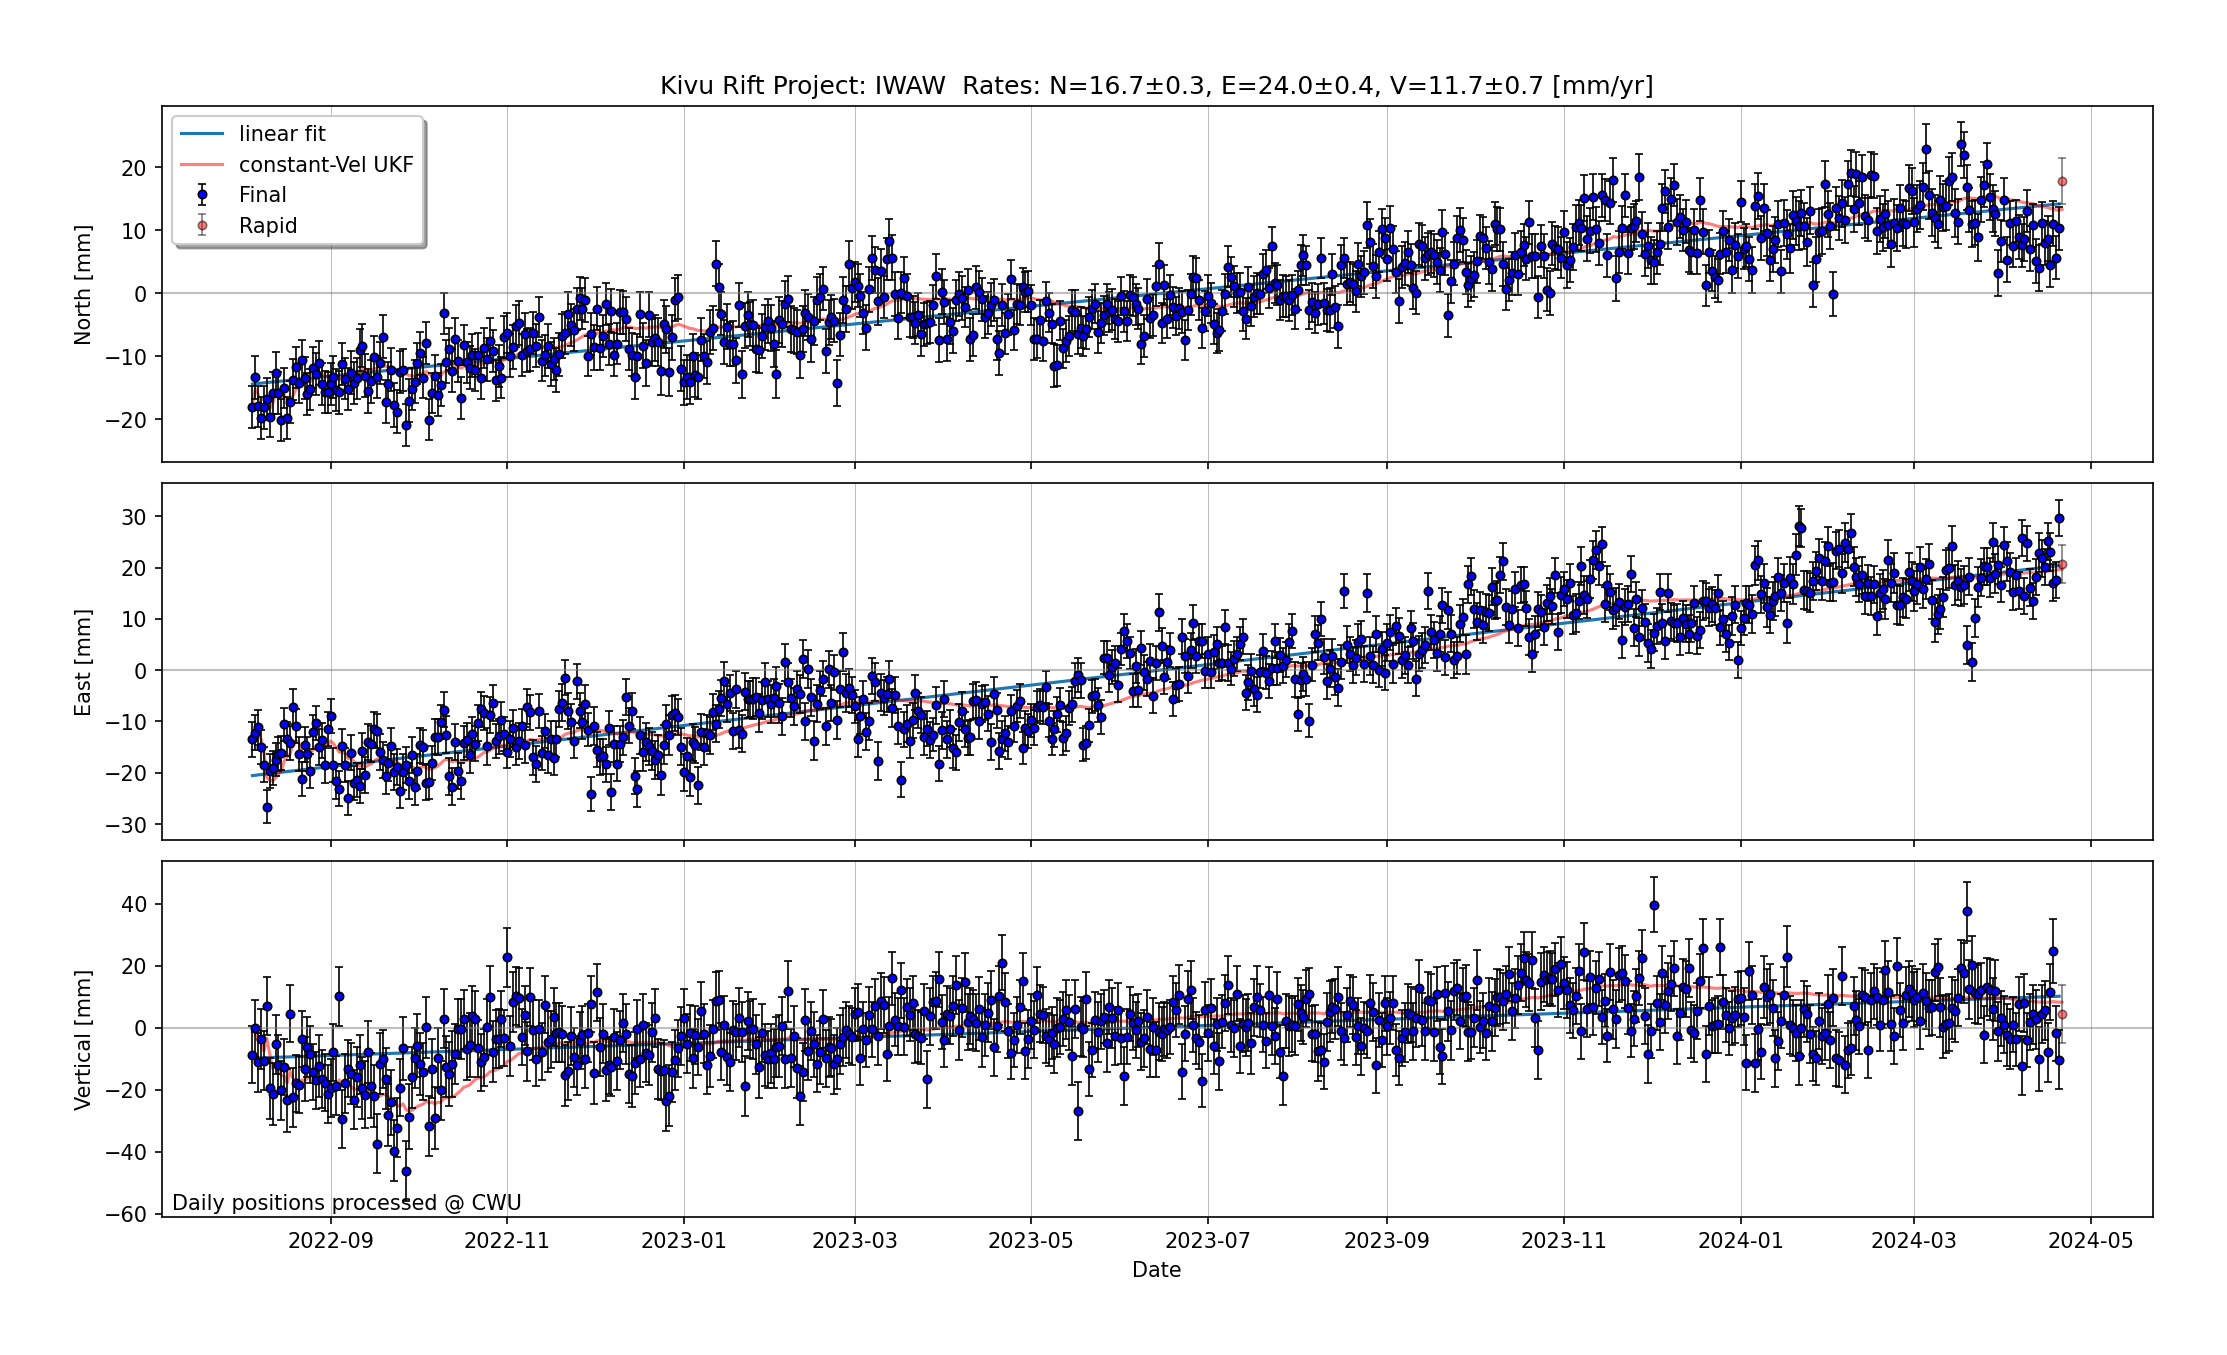 Kivu Rift Project: IWAW  Rates: N=16.7±0.3, E=24.0±0.4, V=11.7±0.7 [mm/yr]
linear fit
constant-Vel UKF
Final
Rapid
North [mm]
20
10
0
−10
−20
East [mm]
30
20
10
0
−10
−20
−30
Vertical [mm]
40
20
0
−20
−40
−60
Daily positions processed @ CWU
2022-09 2022-11 2023-01 2023-03 2023-05 2023-07 2023-09 2023-11 2024-01 2024-03 2024-05
Date